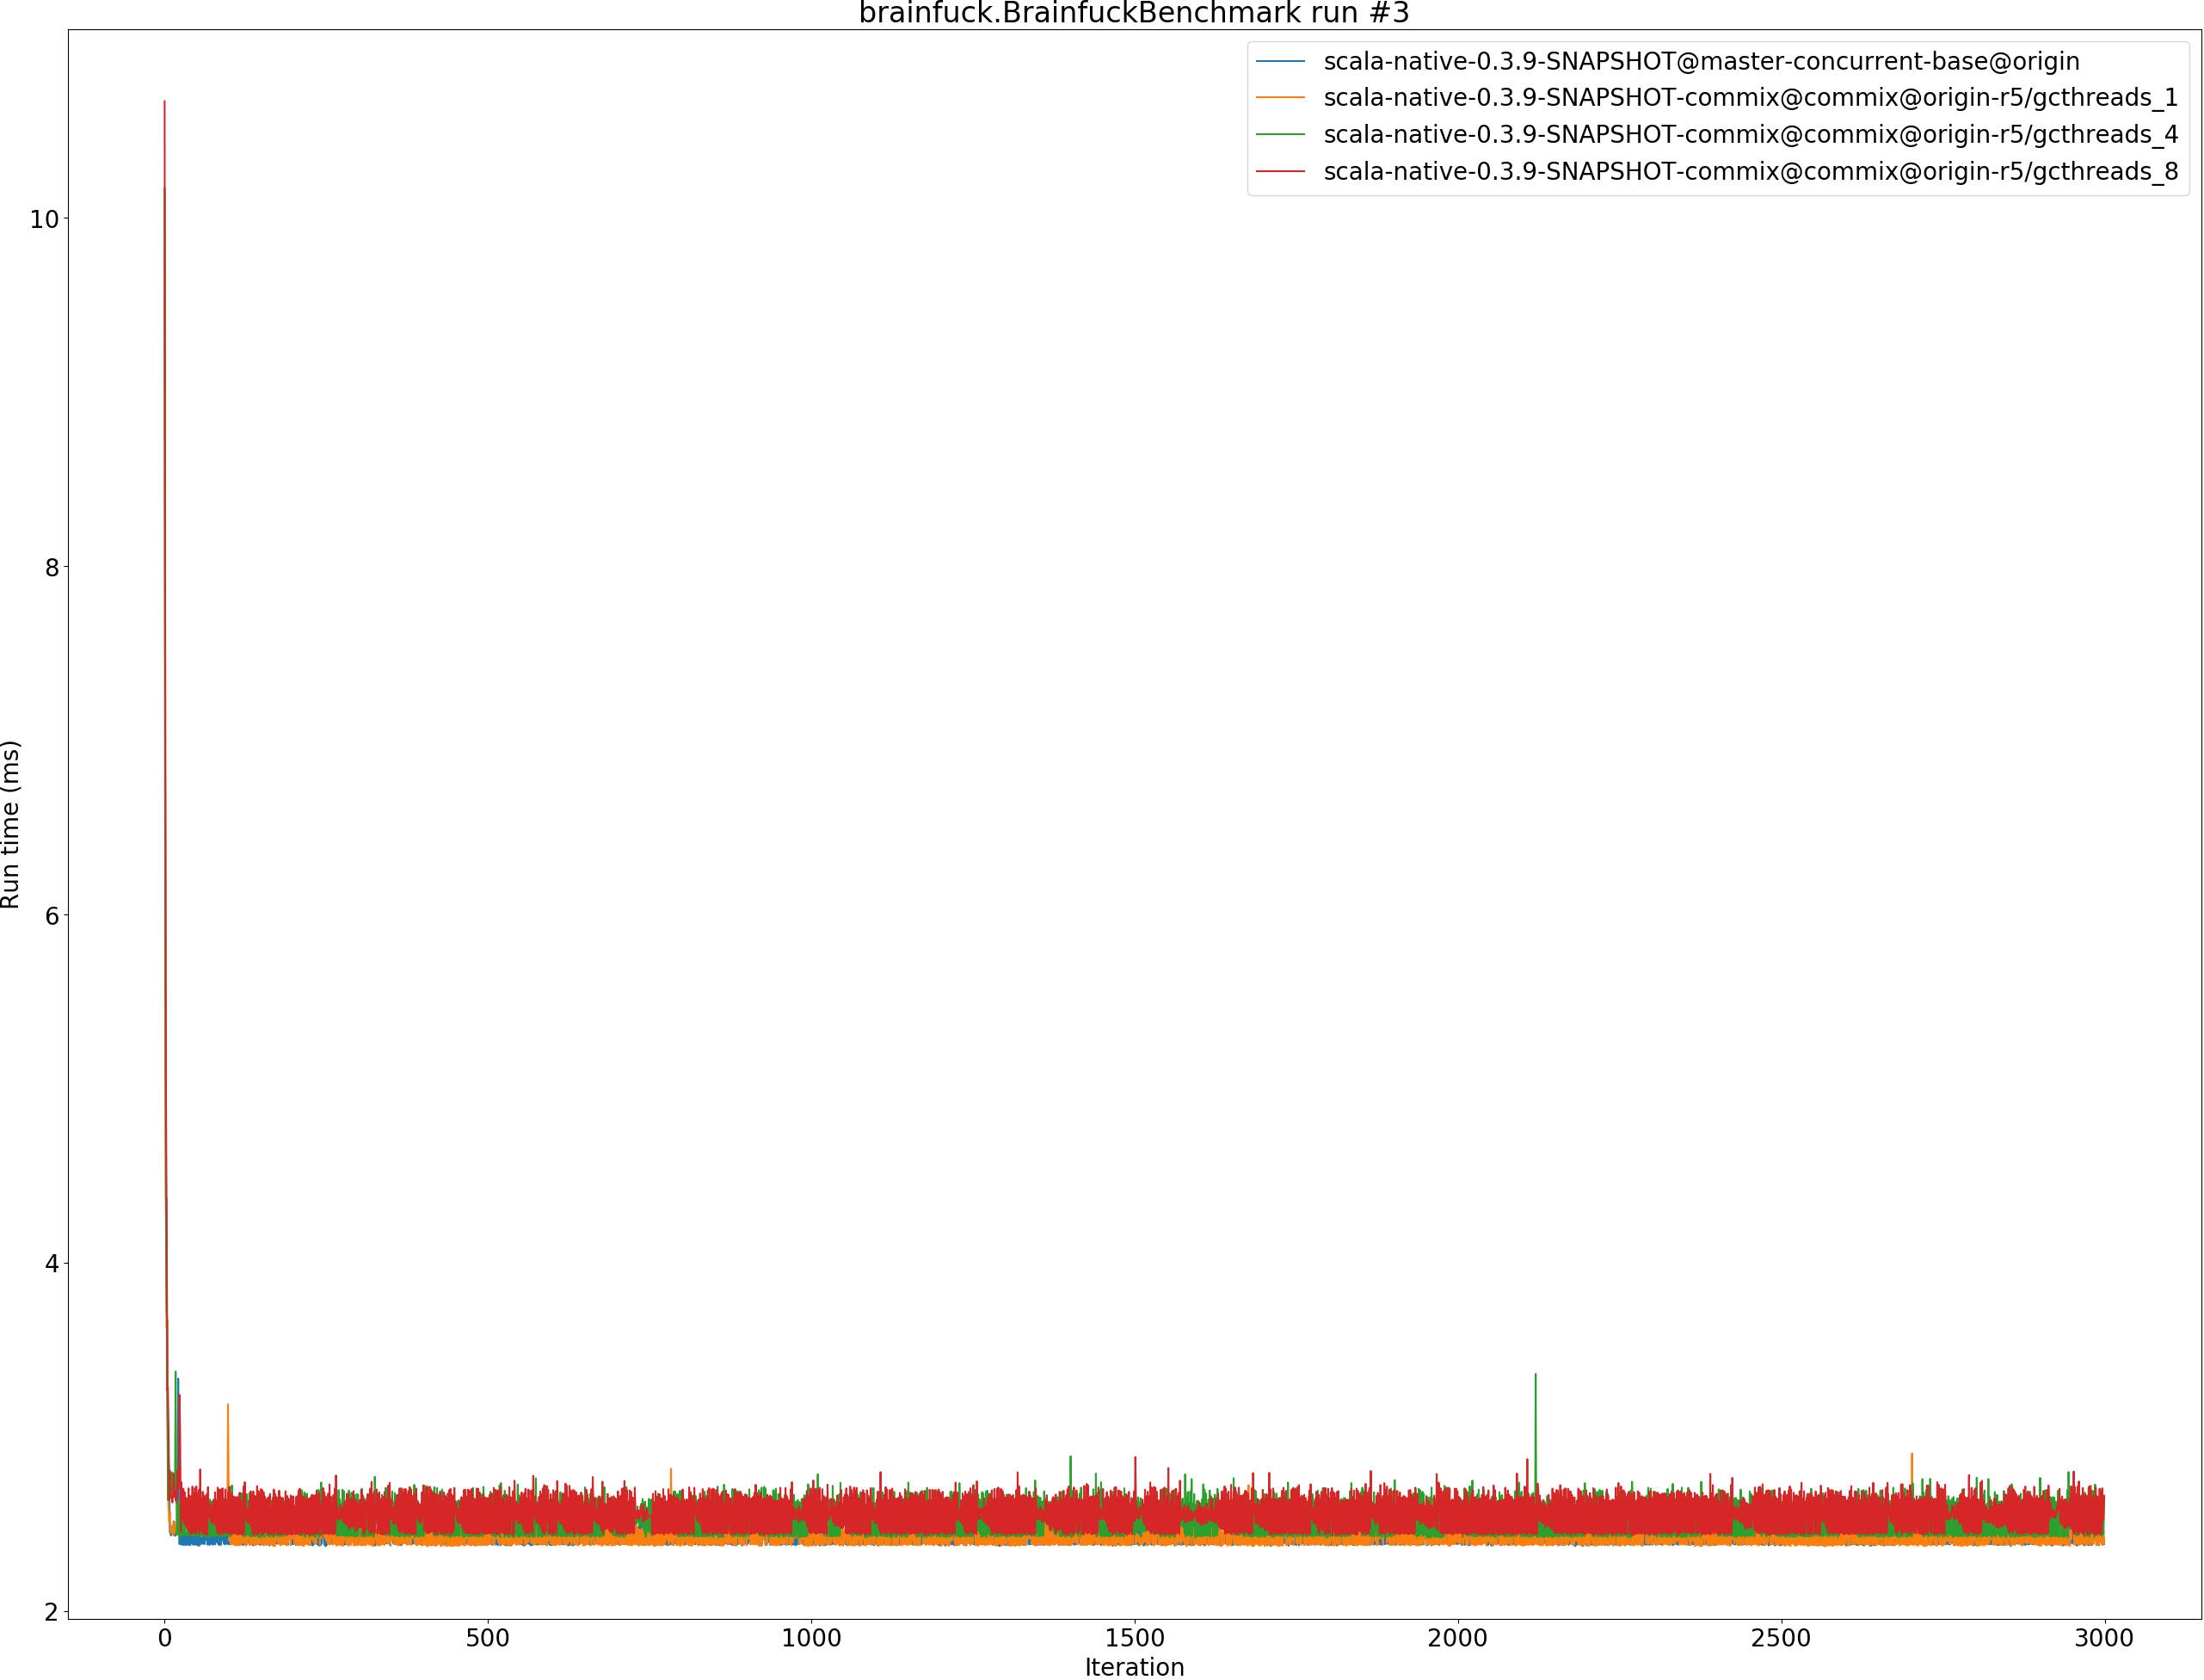 brainfuck.BrainfuckBenchmark run #3
scala-native-0.3.9-SNAPSHOT@master-concurrent-base@origin
scala-native-0.3.9-SNAPSHOT-commix@commix@origin-r5/gcthreads_1
scala-native-0.3.9-SNAPSHOT-commix@commix@origin-r5/gcthreads_4
scala-native-0.3.9-SNAPSHOT-commix@commix@origin-r5/gcthreads_8
10
8
6
4
2
Run time (ms)
0 500 1000 1500 2000 2500 3000
Iteration